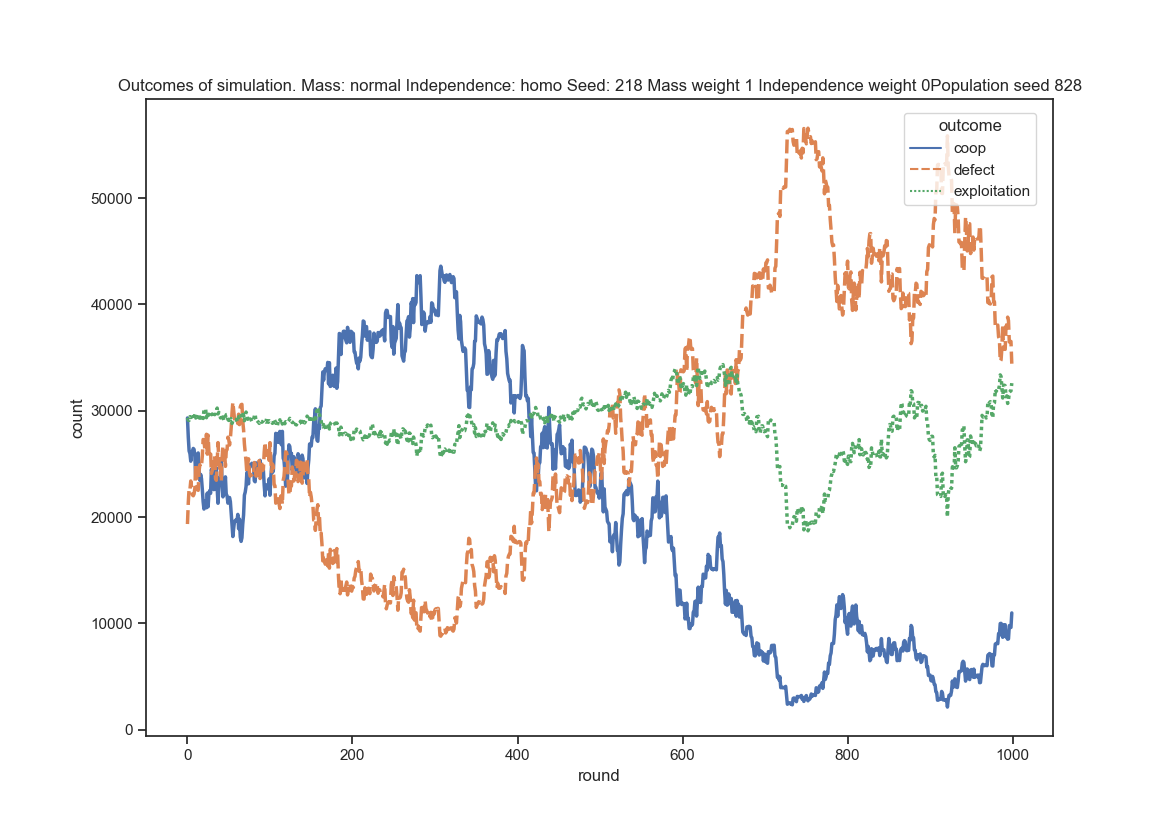 Outcomes of simulation. Mass: normal Independence: homo Seed: 218 Mass weight 1 Independence weight 0Population seed 828
outcome
coop
defect
exploitation
50000
40000
30000
20000
10000
0
count
0
200
400
600
800
1000
round